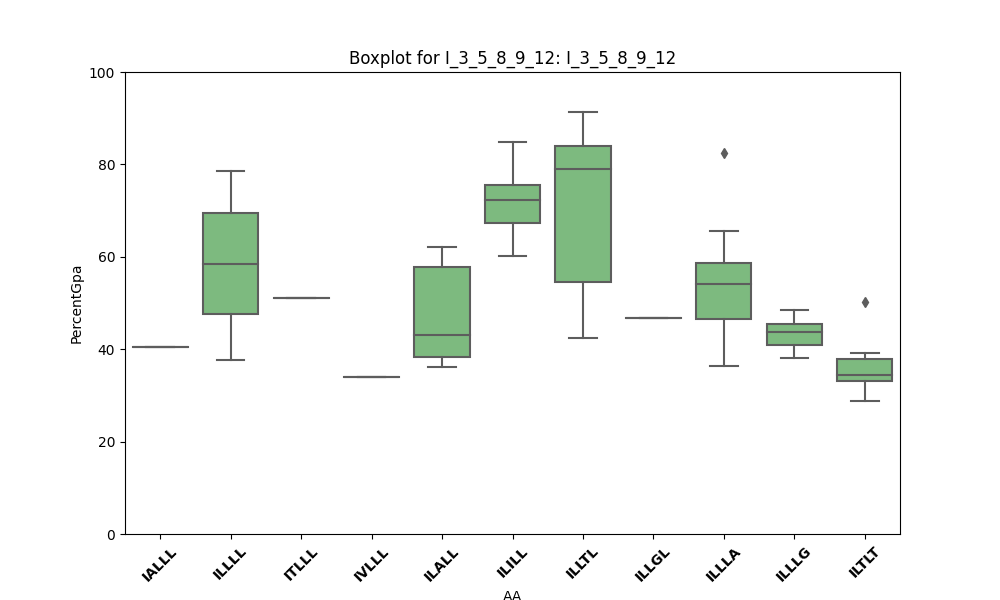 Boxplot for I_3_5_8_9_12: I_3_5_8_9_12
PercentGpa
100
80
60
40
20
0
IALLL ILLLL ITLLL IVLLL ILALL ILILL ILLTL ILLGL ILLLA ILLLG ILTLT
AA